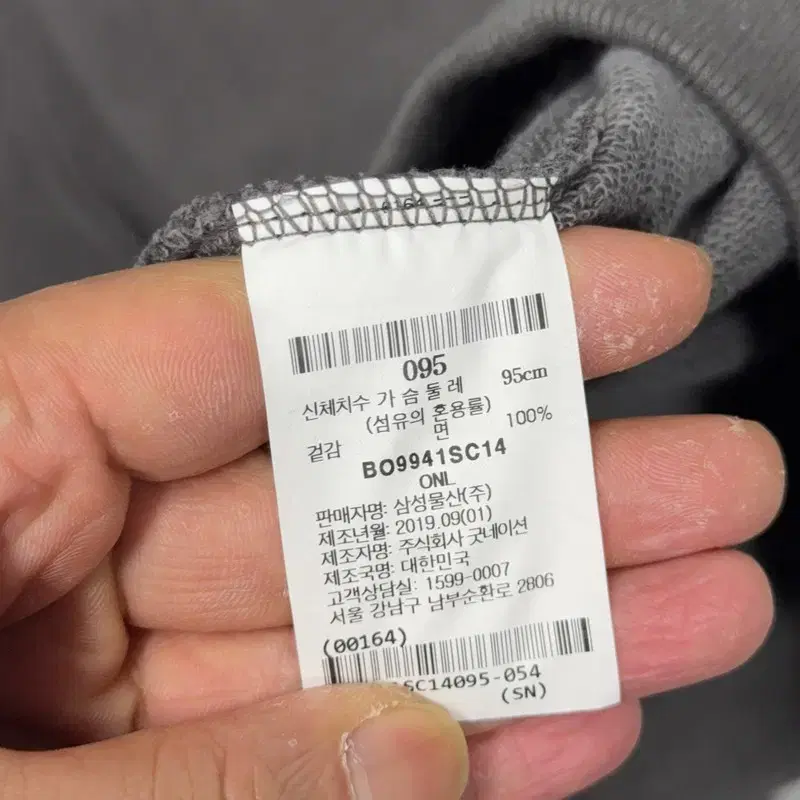 095
신체치수 가 슴 둘 레 95cm
(섬유의 혼용률)
겉감 면 100%
BO9941SC14
ONL
판매자명: 삼성물산(주)
제조년월: 2019.09(01)
제조자명: 주식회사 굿네이션
제조국명: 대한민국
고객상담실: 1599-0007
서울 강남구 남부순환로 2806
(00164)
SC14095-054
(SN)